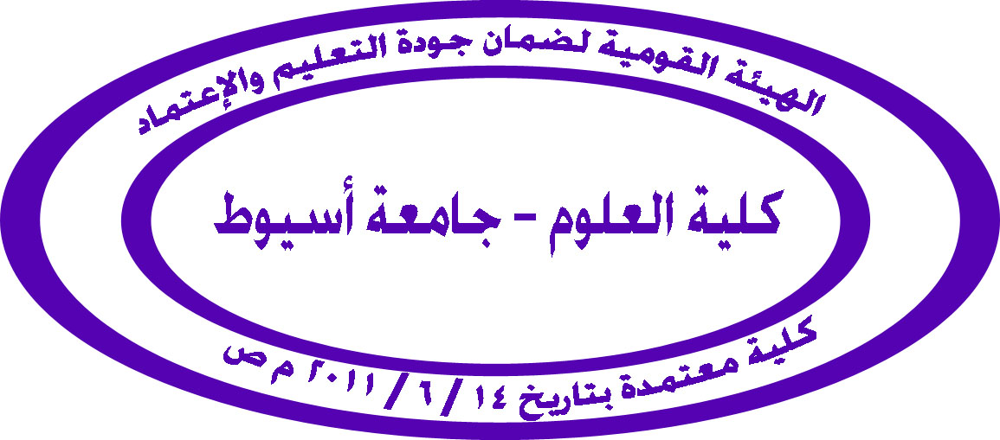 الهيئة القومية لضمان جودة التعليم والإعتماد
كلية العلوم - جامعة أسيوط
كلية معتمدة بتاريخ ١٤ / ٦ / ٢٠١١ م ص